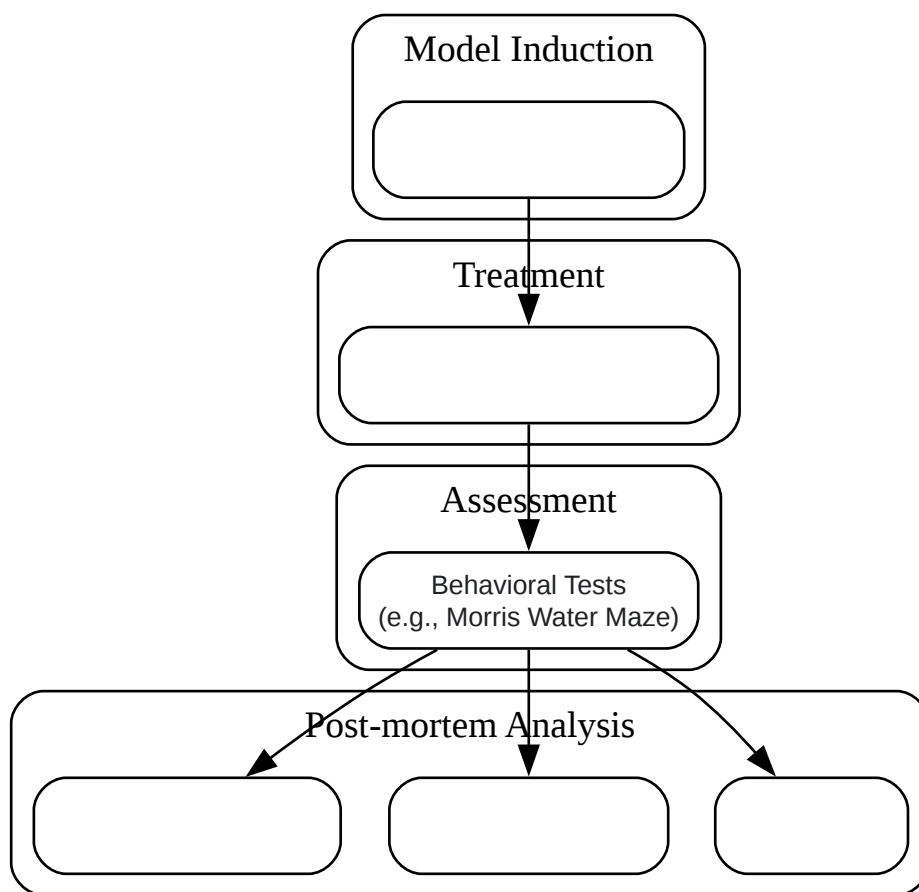 Model Induction
Treatment
Assessment
Behavioral Tests
(e.g., Morris Water Maze)
Post-mortem Analysis